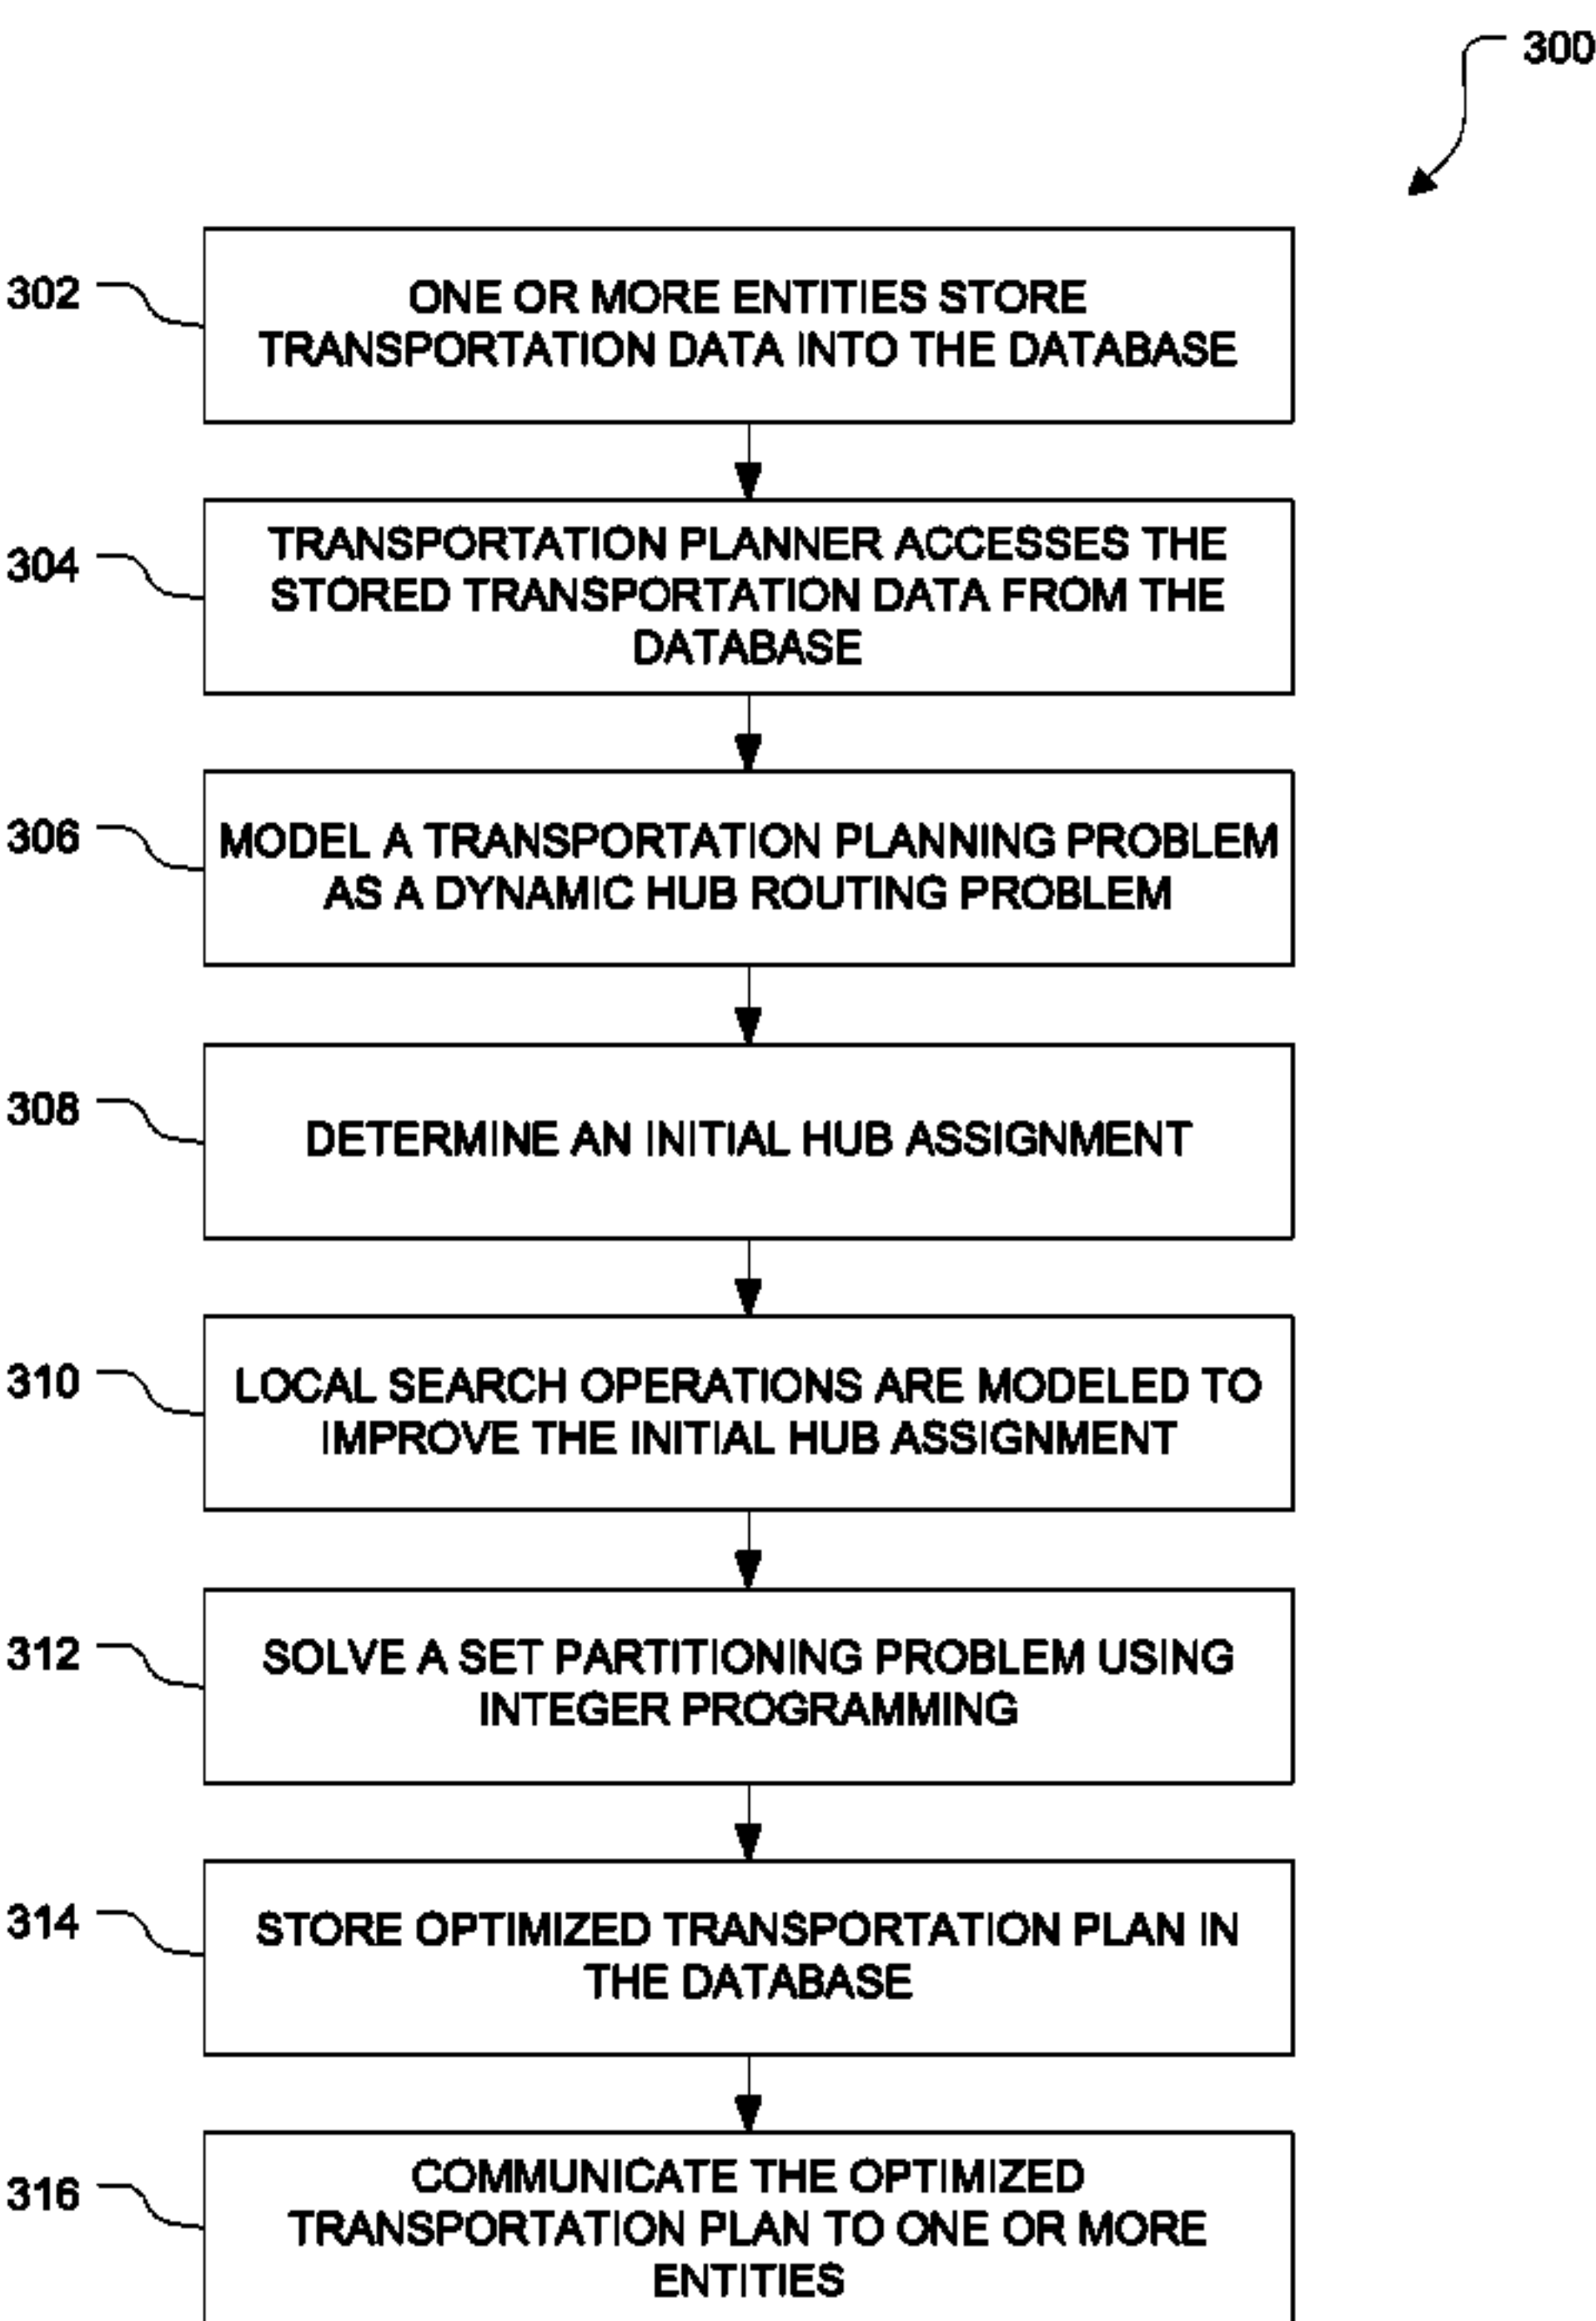 300
302
ONE OR MORE ENTITIES STORE
TRANSPORTATION DATA INTO THE DATABASE
304
TRANSPORTATION PLANNER ACCESSES THE
STORED TRANSPORTATION DATA FROM THE
DATABASE
306
MODEL A TRANSPORTATION PLANNING PROBLEM
AS A DYNAMIC HUB ROUTING PROBLEM
308
DETERMINE AN INITIAL HUB ASSIGNMENT
310
LOCAL SEARCH OPERATIONS ARE MODELED TO
IMPROVE THE INITIAL HUB ASSIGNMENT
312
SOLVE A SET PARTITIONING PROBLEM USING
INTEGER PROGRAMMING
314
STORE OPTIMIZED TRANSPORTATION PLAN IN
THE DATABASE
316
COMMUNICATE THE OPTIMIZED
TRANSPORTATION PLAN TO ONE OR MORE
ENTITIES